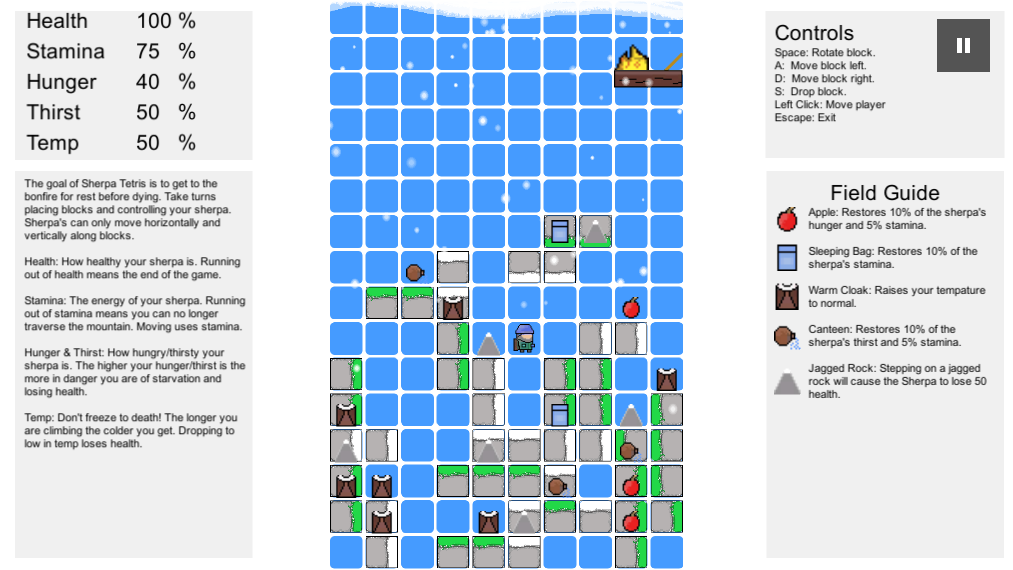 Health 100 %
Stamina 75 %
Hunger 40 %
Thirst 50 %
Temp 50 %
The goal of Sherpa Tetris is to get to the
bonfire for rest before dying. Take turns
placing blocks and controlling your sherpa.
Sherpa's can only move horizontally and
vertically along blocks.
Health: How healthy your sherpa is. Running
out of health means the end of the game.
Stamina: The energy of your sherpa. Running
out of stamina means you can no longer
traverse the mountain. Moving uses stamina.
Hunger & Thirst: How hungry/thirsty your
sherpa is. The higher your hunger/thirst is the
more in danger you are of starvation and
losing health.
Temp: Don't freeze to death! The longer you
are climbing the colder you get. Dropping to
low in temp loses health.
Controls
Space: Rotate block.
A: Move block left.
D: Move block right.
S: Drop block.
Left Click: Move player
Escape: Exit
Field Guide
Apple: Restores 10% of the sherpa's
hunger and 5% stamina.
Sleeping Bag: Restores 10% of the
sherpa's stamina.
Warm Cloak: Raises your tempature
to normal.
Canteen: Restores 10% of the
sherpa's thirst and 5% stamina.
Jagged Rock: Stepping on a jagged
rock will cause the Sherpa to lose 50
health.